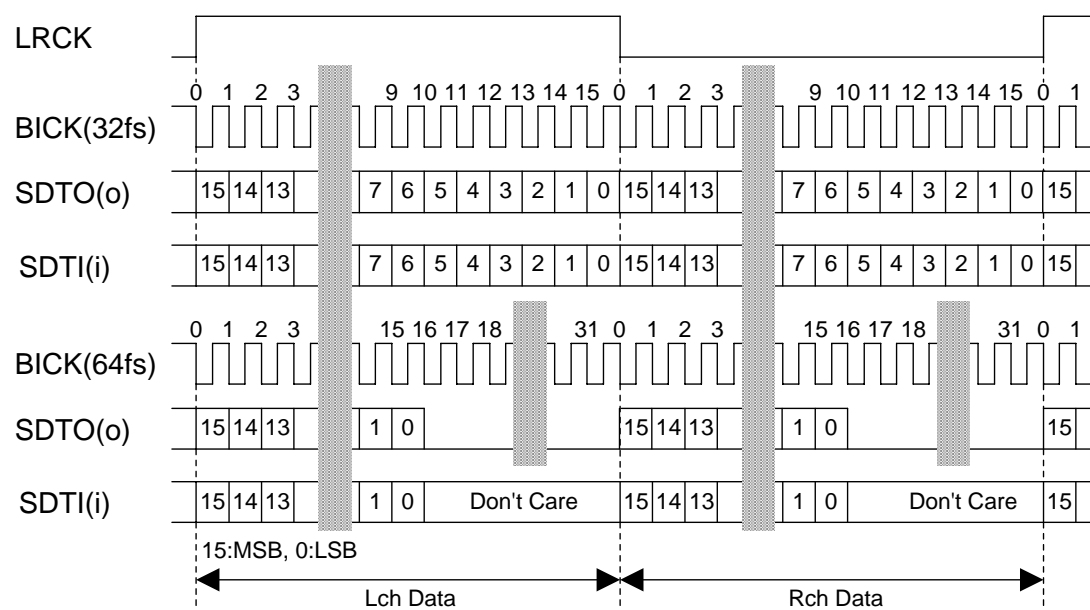 LRCK
0 1 2 3 9 10 11 12 13 14 15 0 1 2 3 9 10 11 12 13 14 15 0 1
BICK(32fs)
SDTO(o) 15 14 13 7 6 5 4 3 2 1 0 15 14 13 7 6 5 4 3 2 1 0 15
SDTI(i) 15 14 13 7 6 5 4 3 2 1 0 15 14 13 7 6 5 4 3 2 1 0 15
0 1 2 3 15 16 17 18 31 0 1 2 3 15 16 17 18 31 0 1
BICK(64fs)
SDTO(o) 15 14 13 1 0 15 14 13 1 0 15
SDTI(i) 15 14 13 1 0 Don't Care 15 14 13 1 0 Don't Care 15
15:MSB, 0:LSB
Lch Data Rch Data